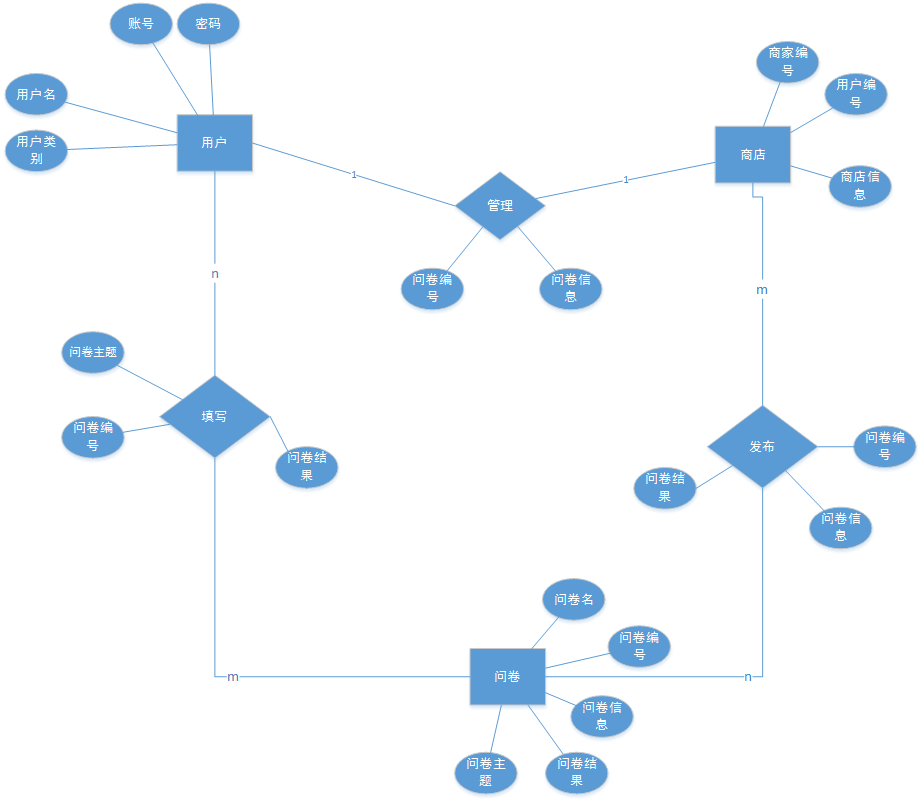 账号
密码
用户名
用户类
别
用户
商家编
号
用户编
号
商店
商店信
息
1
1
管理
问卷编
号
问卷信
息
n
m
问卷主题
问卷编
号
填写
问卷结
果
发布
问卷编
号
问卷结
果
问卷信
息
问卷名
问卷编
号
m
问卷
n
问卷信
息
问卷主
题
问卷结
果